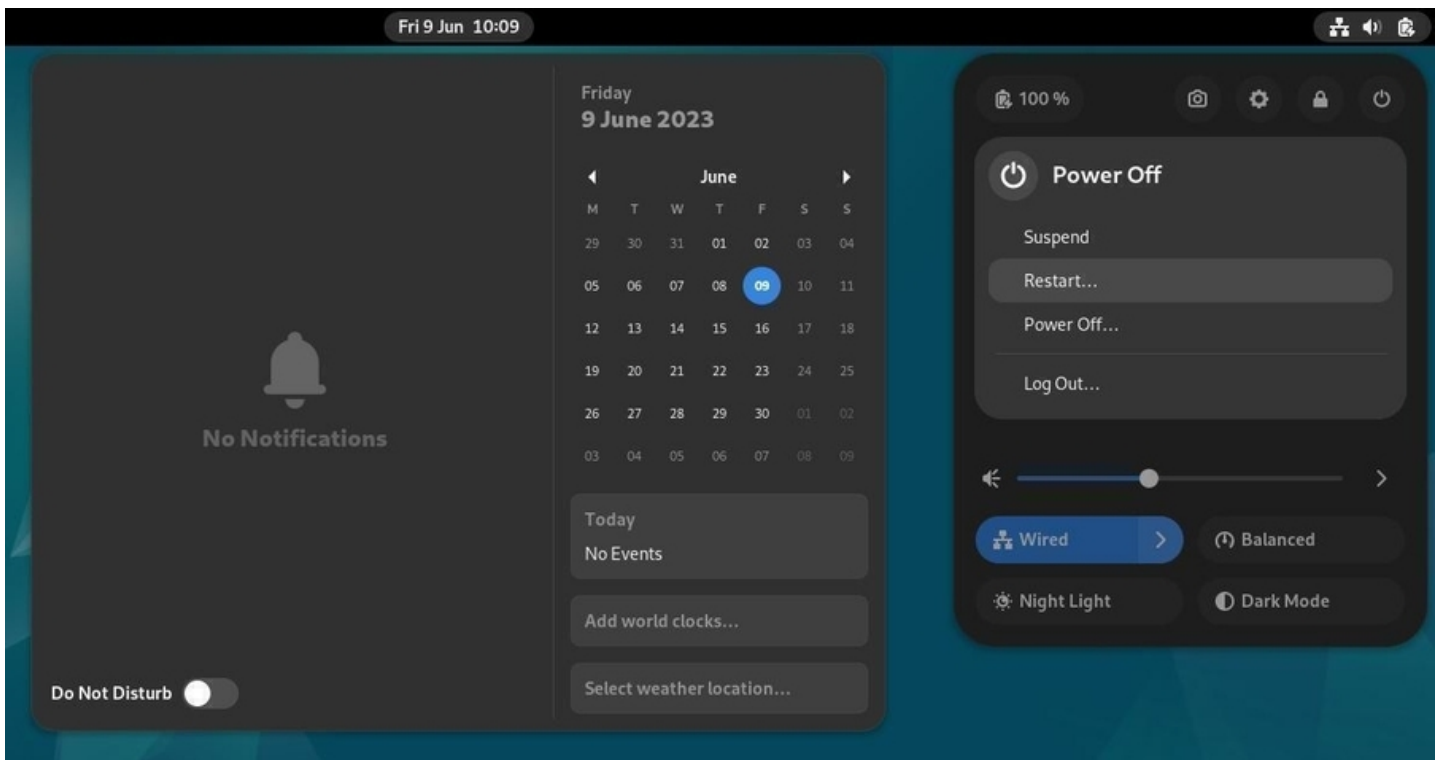 Fri 9 Jun 10:09
No Notifications
Do Not Disturb
Friday
9 June 2023
June
M T W T F S S
29 30 31 01 02 03 04
05 06 07 08 09 10 11
12 13 14 15 16 17 18
19 20 21 22 23 24 25
26 27 28 29 30 01 02
03 04 05 06 07 08 09
Today
No Events
Add world clocks...
Select weather location...
100 %
Power Off
Suspend
Restart...
Power Off...
Log Out...
Wired
Balanced
Night Light
Dark Mode